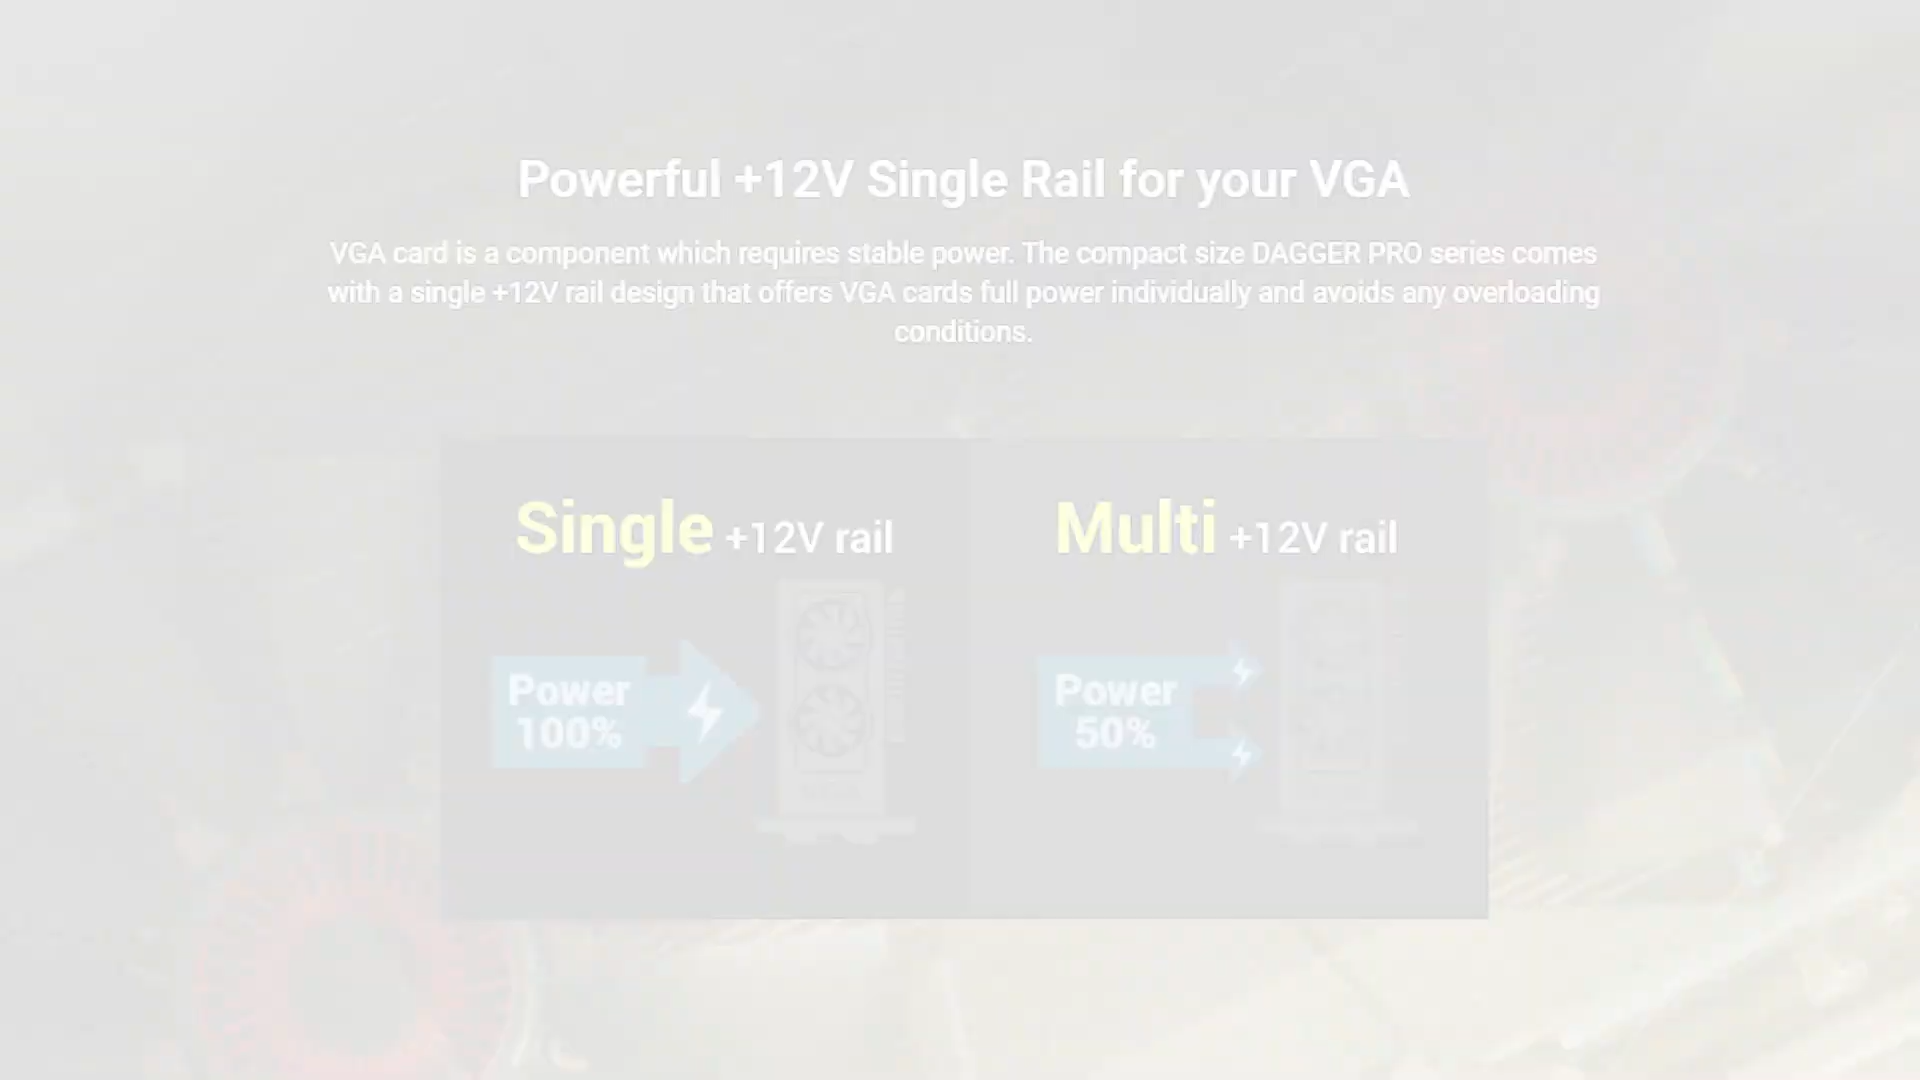 Powerful +12V Single Rail for your VGA
VGA card is a component which requires stable power. The compact size DAGGER PRO series comes
with a single +12V rail design that offers VGA cards full power individually and avoids any overloading
conditions.
Single +12V rail
Multi +12V rail
Power
100%
Power
50%